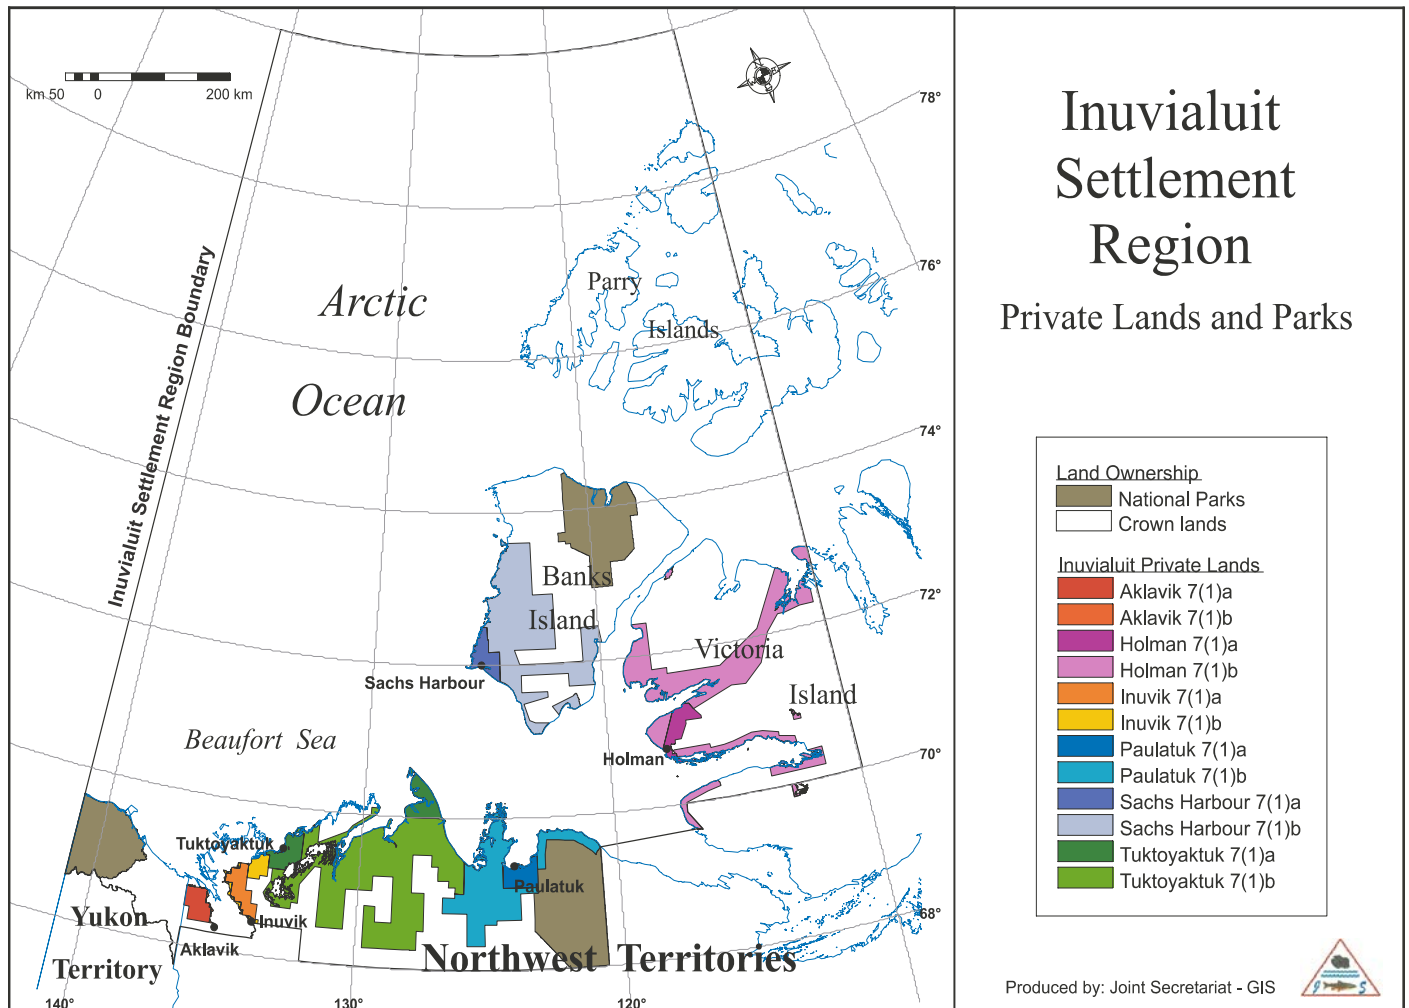 km 50 0 200 km
78°
76°
74°
72°
70°
68°
Inuvialuit Settlement Region Boundary
Arctic
Ocean
Parry
Islands
Banks
Island
Sachs Harbour
Victoria
Island
Holman
Beaufort Sea
Tuktoyaktuk
Paulatuk
Inuvik
Aklavik
Yukon
Territory
Northwest Territories
140°
130°
120°
Inuvialuit
Settlement
Region
Private Lands and Parks
Land Ownership
National Parks
Crown lands
Inuvialuit Private Lands
Aklavik 7(1)a
Aklavik 7(1)b
Holman 7(1)a
Holman 7(1)b
Inuvik 7(1)a
Inuvik 7(1)b
Paulatuk 7(1)a
Paulatuk 7(1)b
Sachs Harbour 7(1)a
Sachs Harbour 7(1)b
Tuktoyaktuk 7(1)a
Tuktoyaktuk 7(1)b
Produced by: Joint Secretariat - GIS
9 5